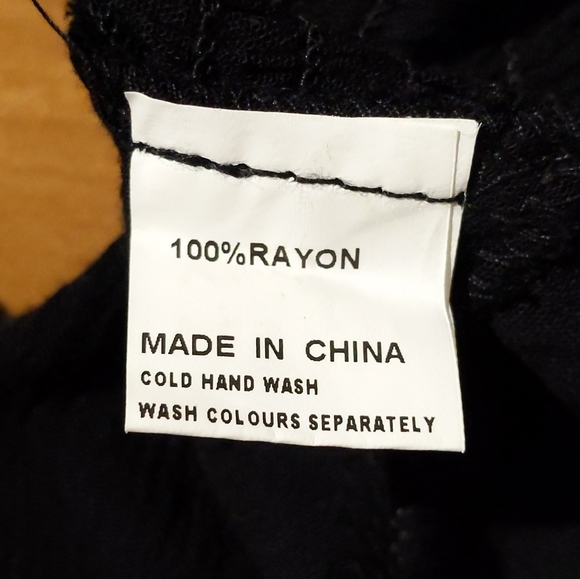 100%RAYON
MADE IN CHINA
COLD HAND WASH
WASH COLOURS SEPARATELY